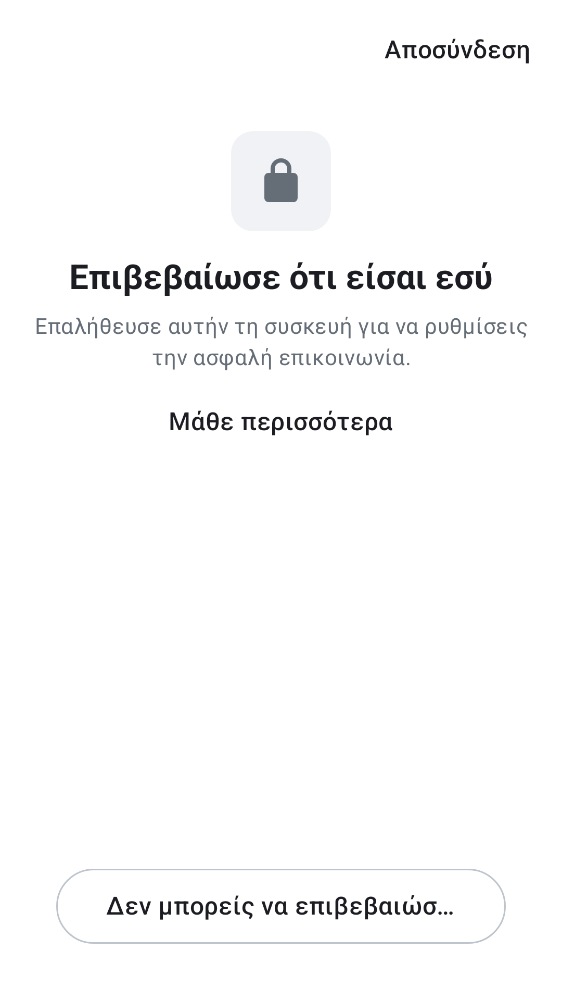 Αποσύνδεση
Επιβεβαίωσε ότι είσαι εσύ
Επαλήθευσε αυτήν τη συσκευή για να ρυθμίσεις
την ασφαλή επικοινωνία.
Μάθε περισσότερα
Δεν μπορείς να επιβεβαιώσ…